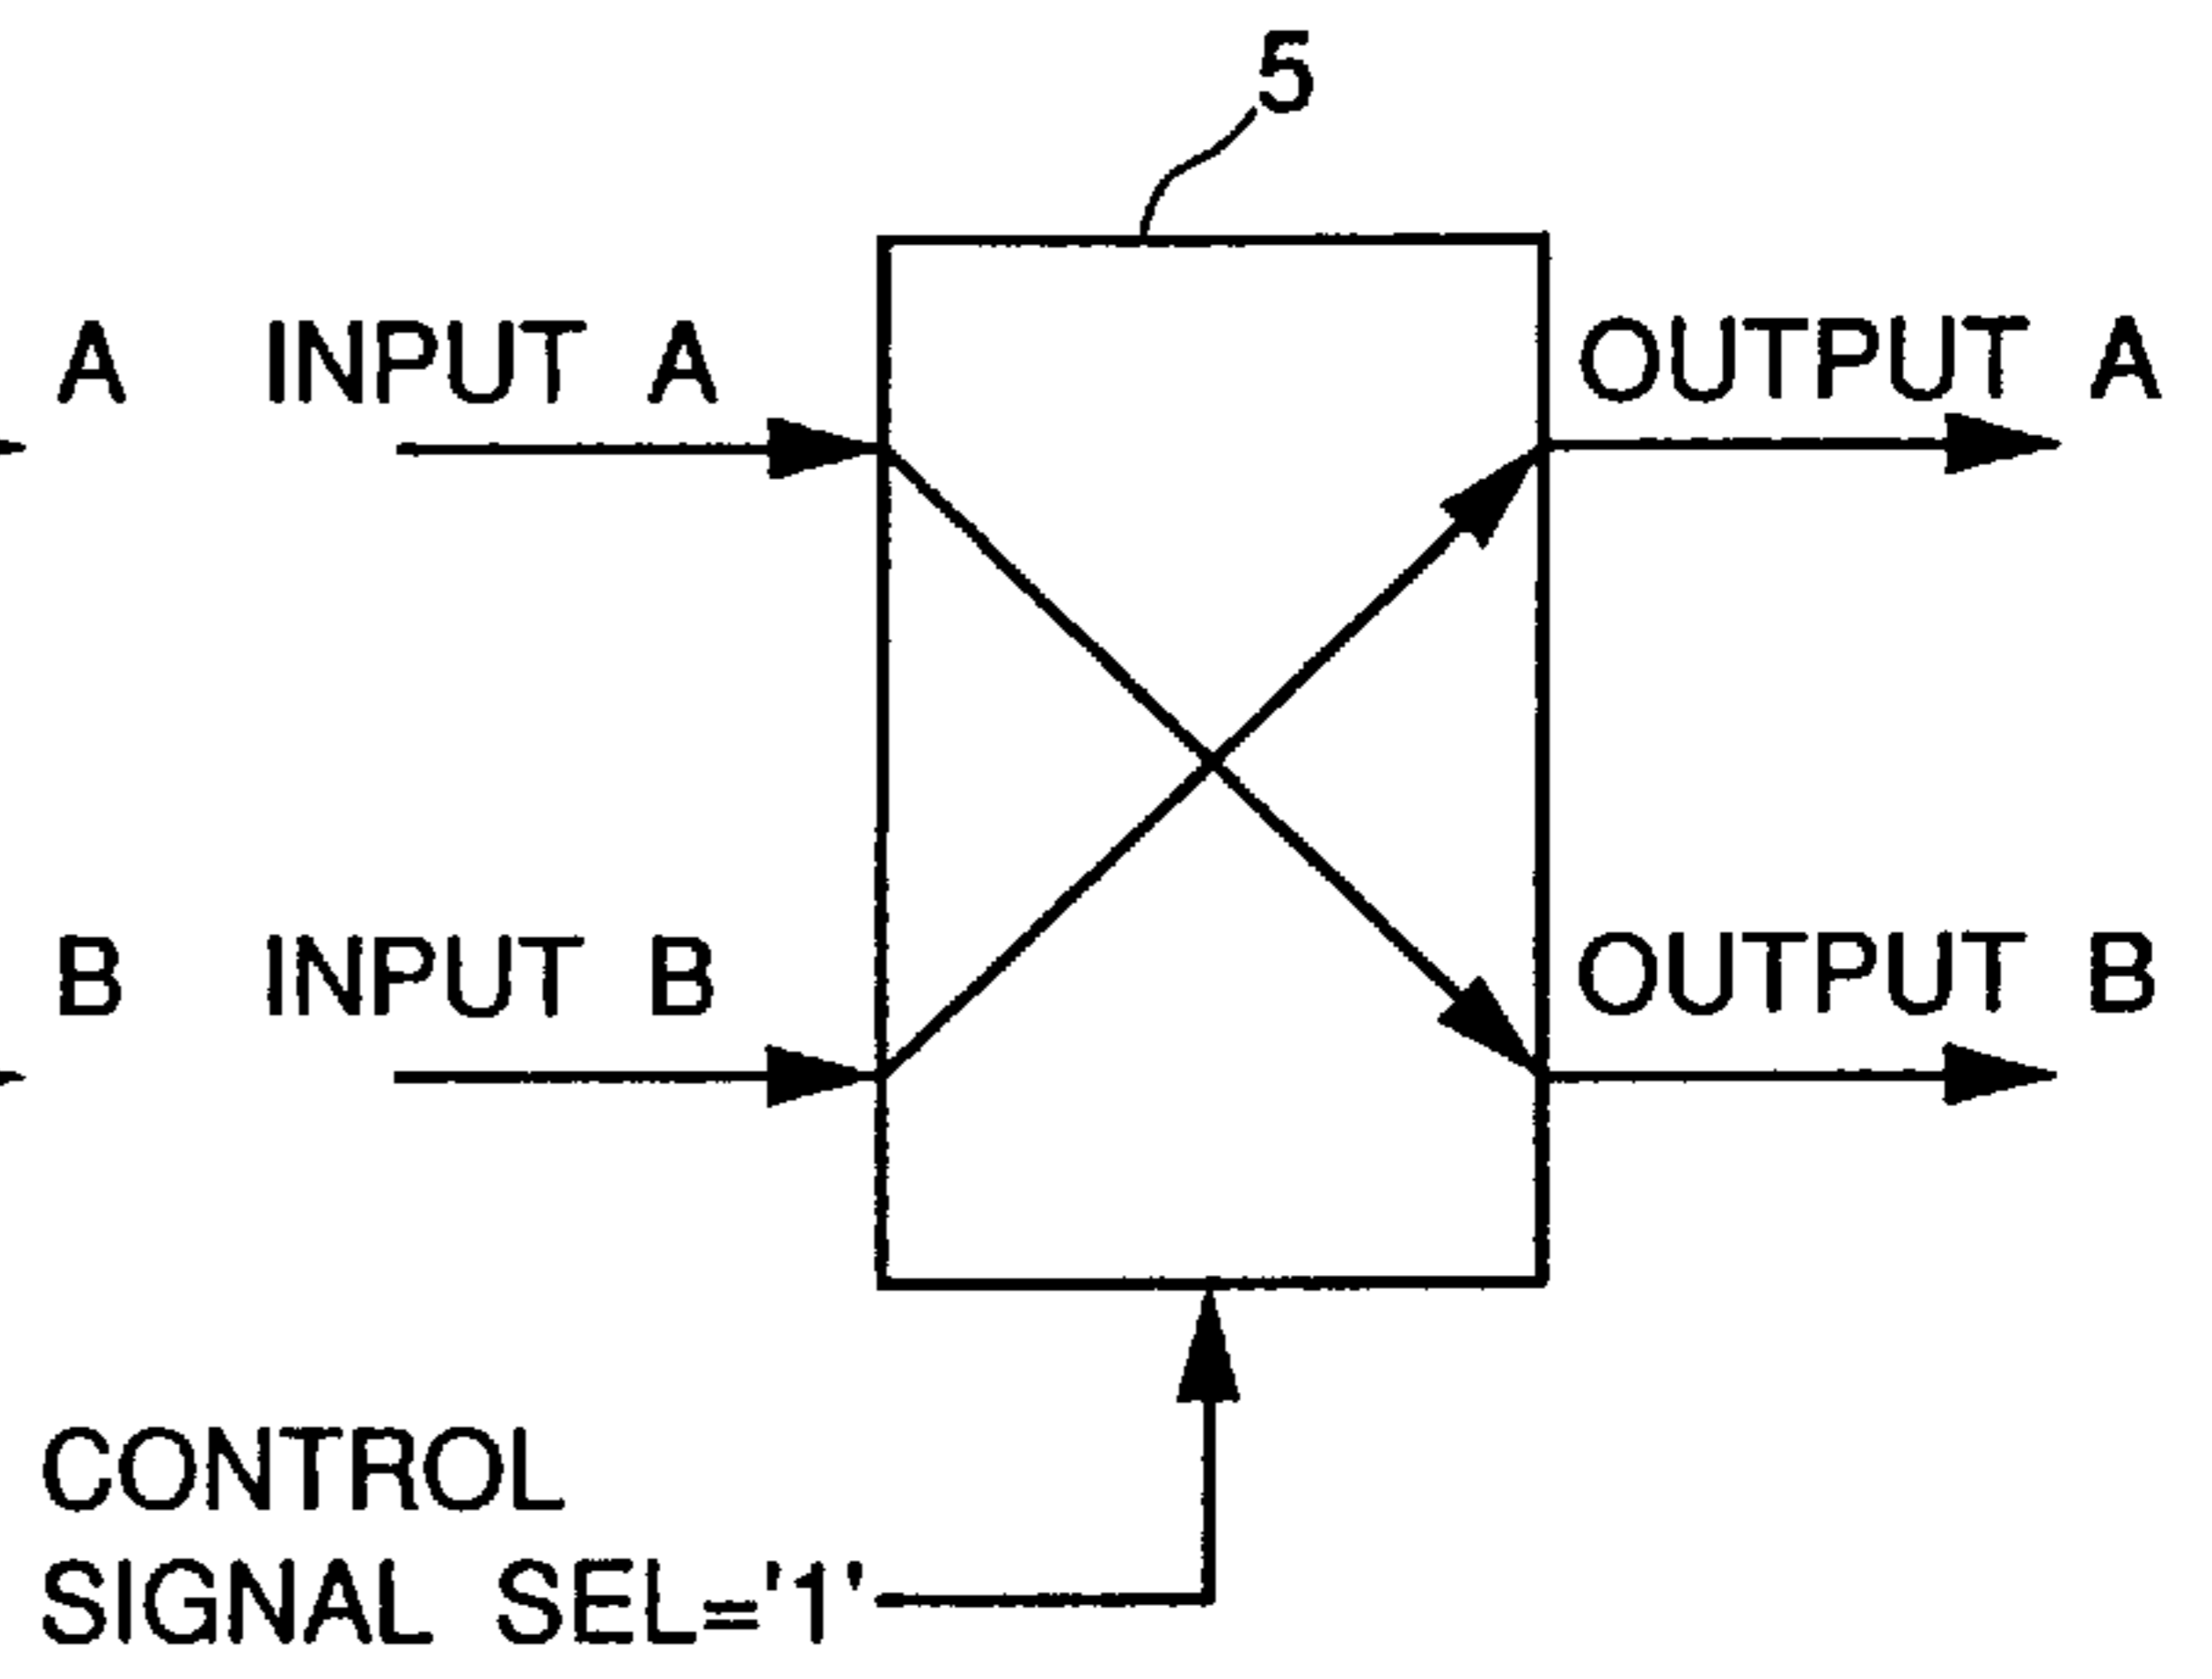 5
A INPUT A
OUTPUT A
B INPUT B
OUTPUT B
CONTROL
SIGNAL SEL='1'